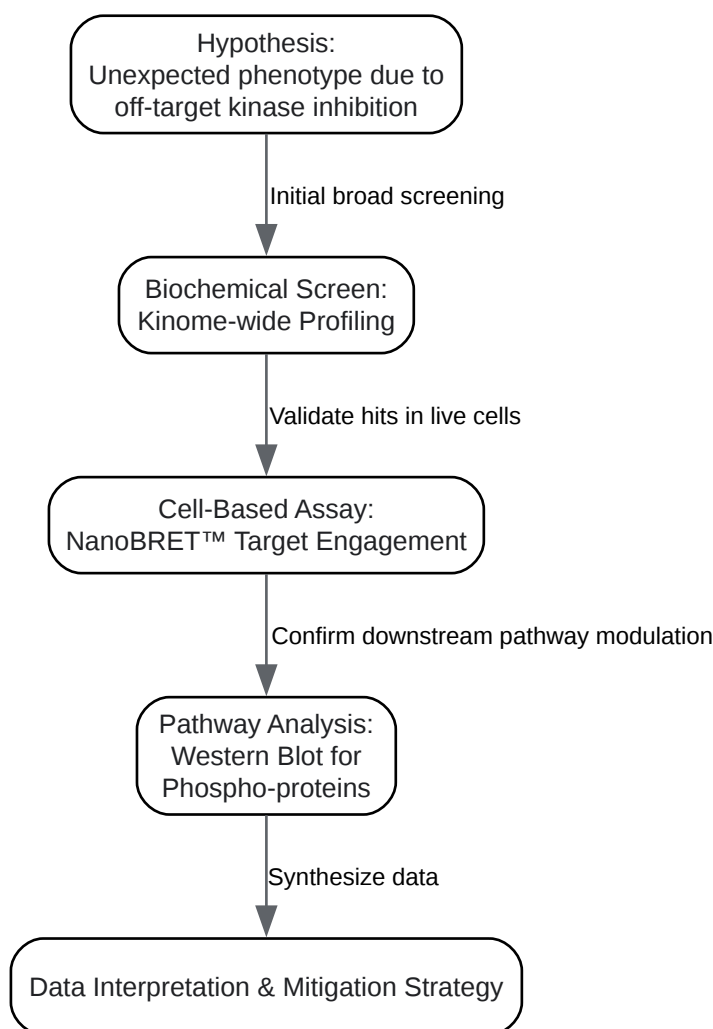 Hypothesis:
Unexpected phenotype due to
off-target kinase inhibition
Initial broad screening
Biochemical Screen:
Kinome-wide Profiling
Validate hits in live cells
Cell-Based Assay:
NanoBRET™ Target Engagement
Confirm downstream pathway modulation
Pathway Analysis:
Western Blot for
Phospho-proteins
Synthesize data
Data Interpretation & Mitigation Strategy